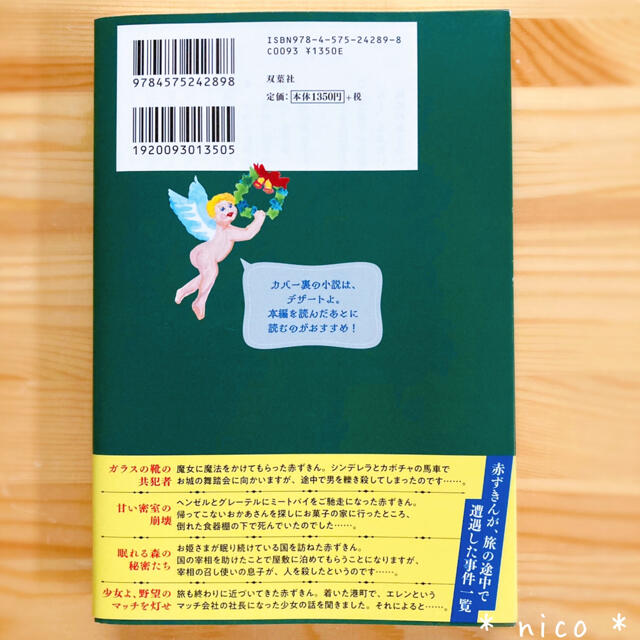 ISBN978-4-575-24289-8
C0093 ¥1350E
9784575242898
双葉社
定価:本体1350円+税
1920093013505
カバー裏の小説は、
デザートよ。
本編を読んだあとに
読むのがおすすめ!
赤ずきんが、旅の途中で
遭遇した事件一覧
ガラスの靴の
共犯者
魔女に魔法をかけてもらった赤ずきん。シンデレラとカボチャの馬車で
お城の舞踏会に向かいますが、途中で男を轢き殺してしまったのです……。
甘い密室の
崩壊
ヘンゼルとグレーテルにミートパイをご馳走になった赤ずきん。
帰ってこないおかあさんを探しにお菓子の家に行ったところ、
倒れた食器棚の下で死んでいたのでした……。
眠れる森の
秘密たち
お姫さまが眠り続けている国を訪ねた赤ずきん。
国の宰相を助けたことで屋敷に泊めてもらうことになりますが、
宰相の召し使いの息子が、人を殺したというのです……。
少女よ、野望の
マッチを灯せ
旅も終わりに近づいてきた赤ずきん。着いた港町で、エレンという
マッチ会社の社長になった少女の話を聞きました。それによると……。
* nico *